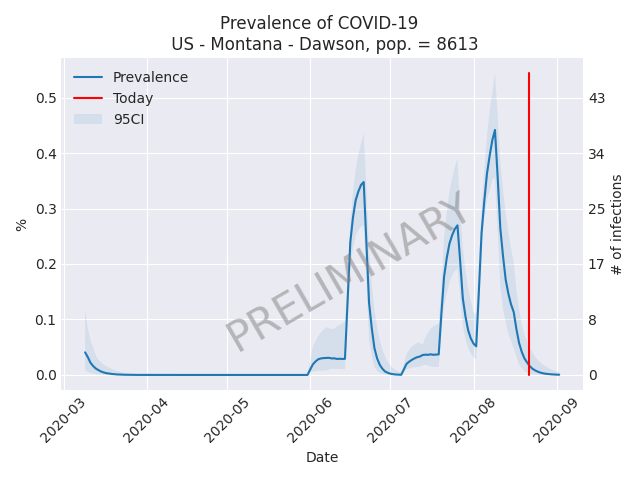 Prevalence of COVID-19
US - Montana - Dawson, pop. = 8613
Prevalence
Today
95CI
0.5
0.4
0.3
0.2
0.1
0.0
%
43
34
25
17
8
0
# of infections
PRELIMINARY
2020-03
2020-04
2020-05
2020-06
2020-07
2020-08
2020-09
Date